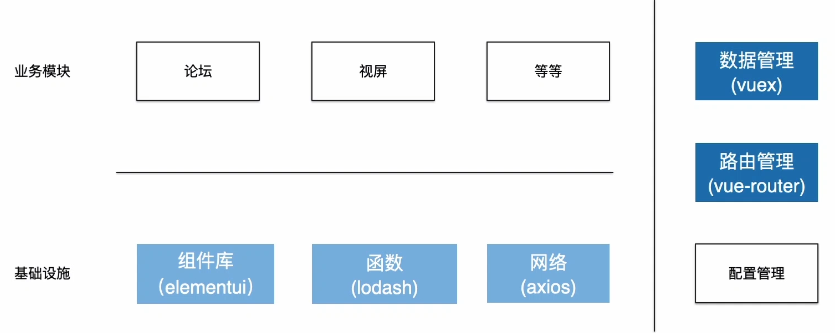 业务模块
论坛
视屏
等等
数据管理
(vuex)
路由管理
(vue-router)
基础设施
组件库
（elementui）
函数
(lodash)
网络
(axios)
配置管理